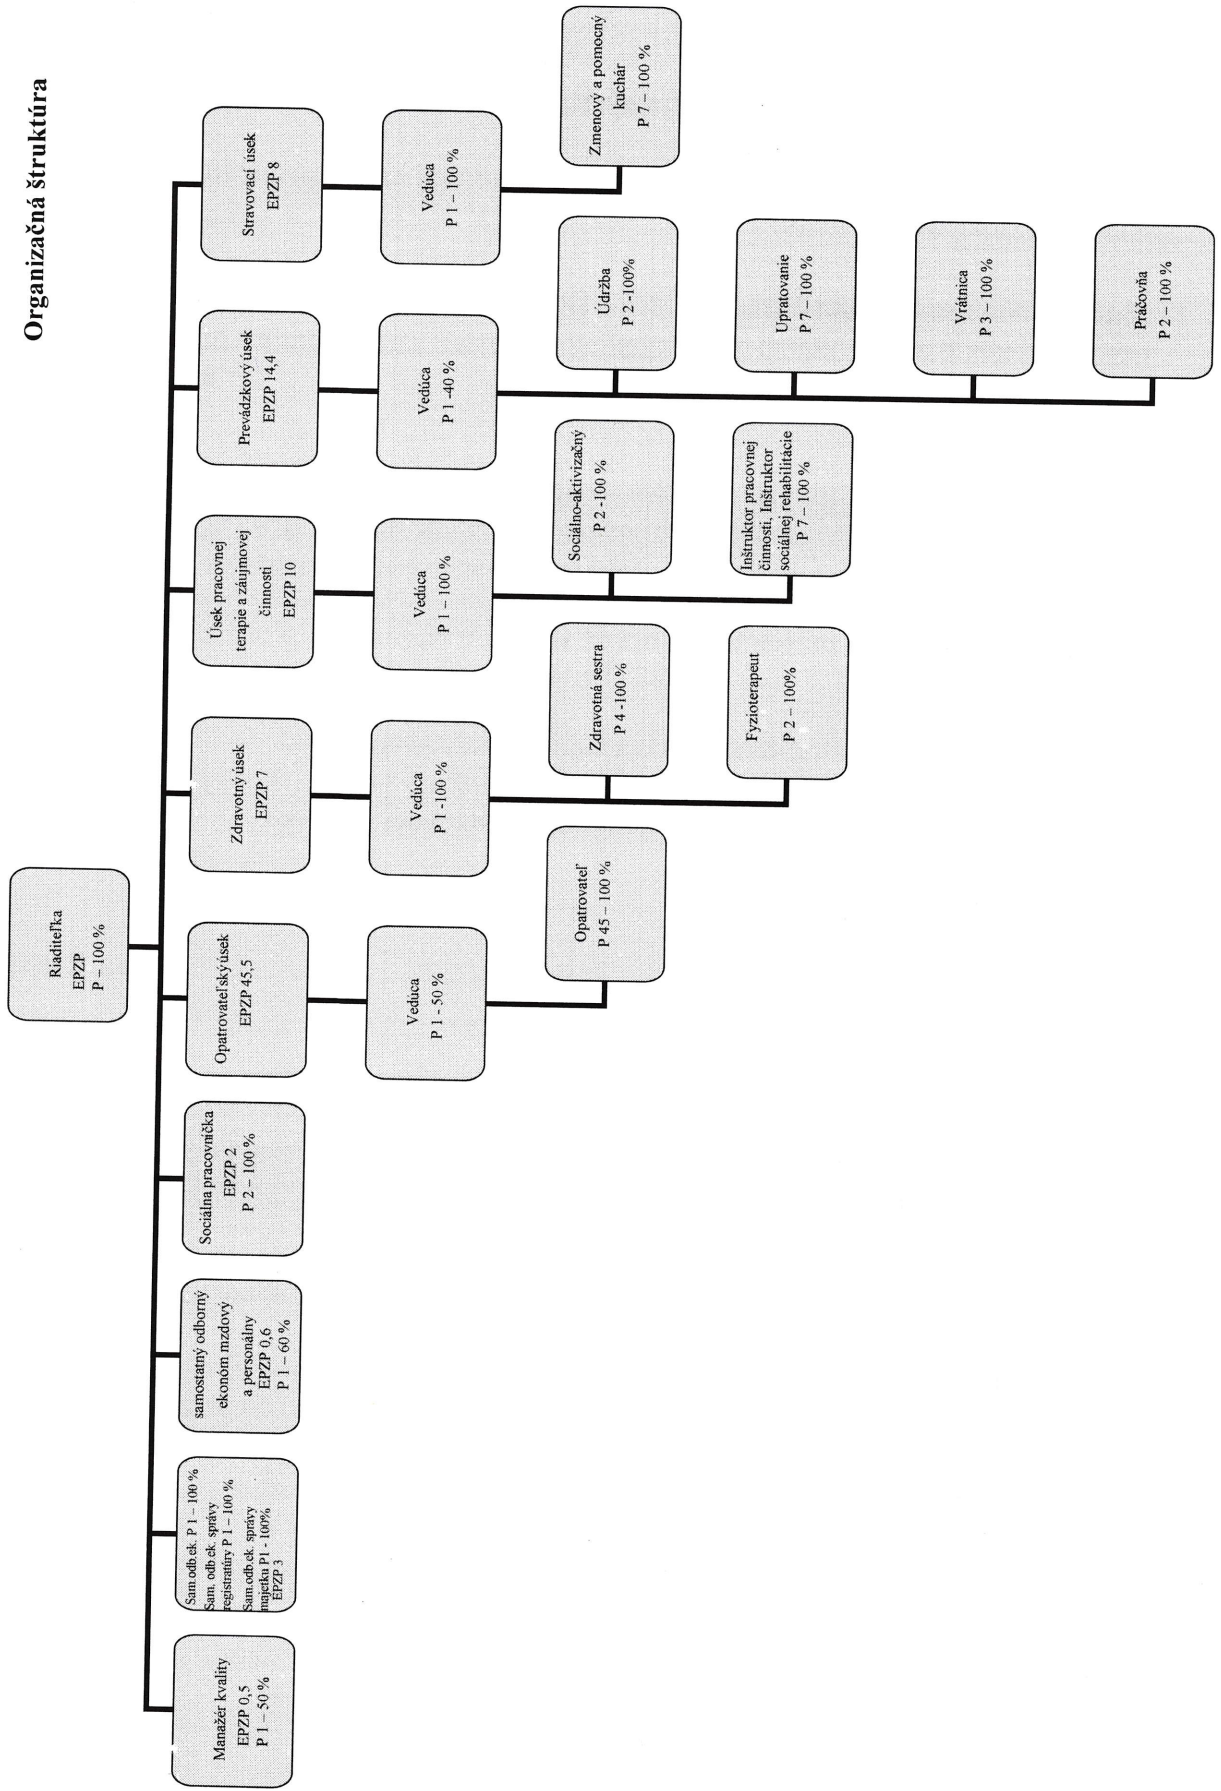 Organizačná štruktúra
Riaditeľka
EPZP
P – 100 %
Manažér kvality
EPZP 0,5
P 1 – 50 %
Sam.odb.ek. P 1 – 100 %
Sam. odb.ek. správy
registratúry P 1 – 100 %
Sam.odb.ek. správy
majetku P1 - 100%
EPZP 3
samostatný odborný
ekonóm mzdový
a personálny
EPZP 0,6
P 1 – 60 %
Sociálna pracovníčka
EPZP 2
P 2 – 100 %
Opatrovateľský úsek
EPZP 45,5
Vedúca
P 1 - 50 %
Opatrovateľ
P 45 – 100 %
Zdravotný úsek
EPZP 7
Vedúca
P 1 -100 %
Zdravotná sestra
P 4 -100 %
Fyzioterapeut
P 2 – 100%
Úsek pracovnej
terapie a záujmovej
činnosti
EPZP 10
Vedúca
P 1 – 100 %
Sociálno-aktivizačný
P 2 -100 %
Inštruktor pracovnej
činnosti, Inštruktor
sociálnej rehabilitácie
P 7 – 100 %
Prevádzkový úsek
EPZP 14,4
Vedúca
P 1 -40 %
Údržba
P 2 -100%
Upratovanie
P 7 – 100 %
Vrátnica
P 3 – 100 %
Práčovňa
P 2 – 100 %
Stravovací úsek
EPZP 8
Vedúca
P 1 – 100 %
Zmenový a pomocný
kuchár
P 7 – 100 %